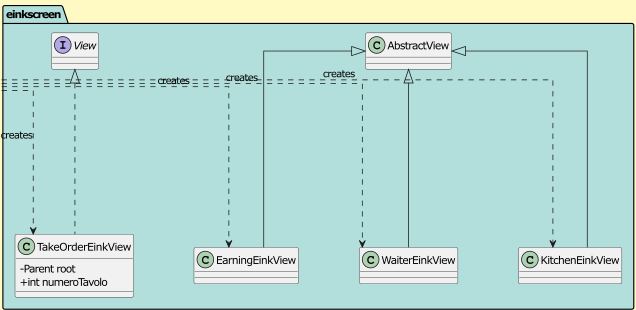 einkscreen
I View
C AbstractView
creates
creates
creates
creates
C TakeOrderEinkView
-Parent root
+int numeroTavolo
C EarningEinkView
C WaiterEinkView
C KitchenEinkView